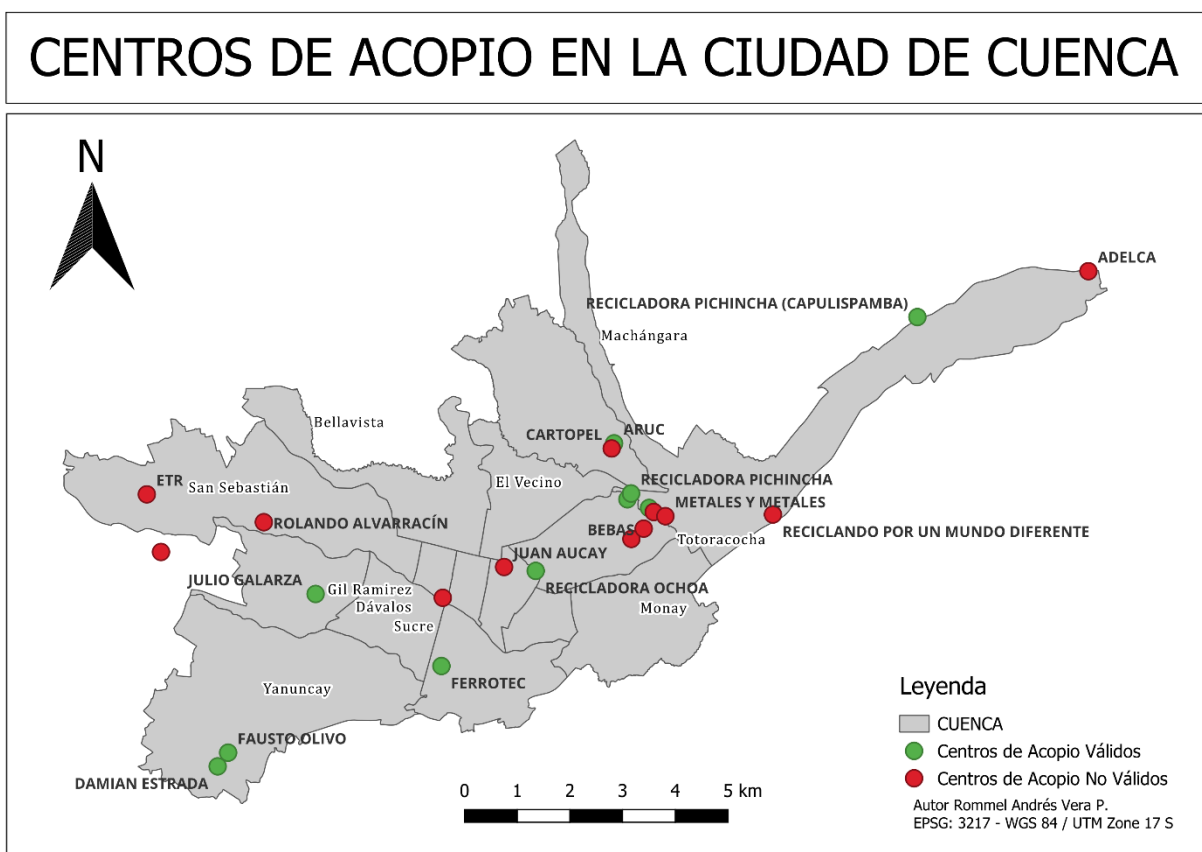 CENTROS DE ACOPIO EN LA CIUDAD DE CUENCA
N
ADELCA
RECICLADORA PICHINCHA (CAPULISPAMBA)
Machángara
Bellavista
CARTOPEL
ARUC
ETR
San Sebastián
El Vecino
RECICLADORA PICHINCHA
METALES Y METALES
ROLANDO ALVARRACÍN
BEBAS
Totoracocha
RECICLANDO POR UN MUNDO DIFERENTE
JUAN AUCAY
JULIO GALARZA
Gil Ramirez
Dávalos
RECICLADORA OCHOA
Sucre
Monay
Yanuncay
FERROTEC
FAUSTO OLIVO
DAMIAN ESTRADA
Leyenda
CUENCA
Centros de Acopio Válidos
Centros de Acopio No Válidos
0 1 2 3 4 5 km
Autor Rommel Andrés Vera P.
EPSG: 3217 - WGS 84 / UTM Zone 17 S